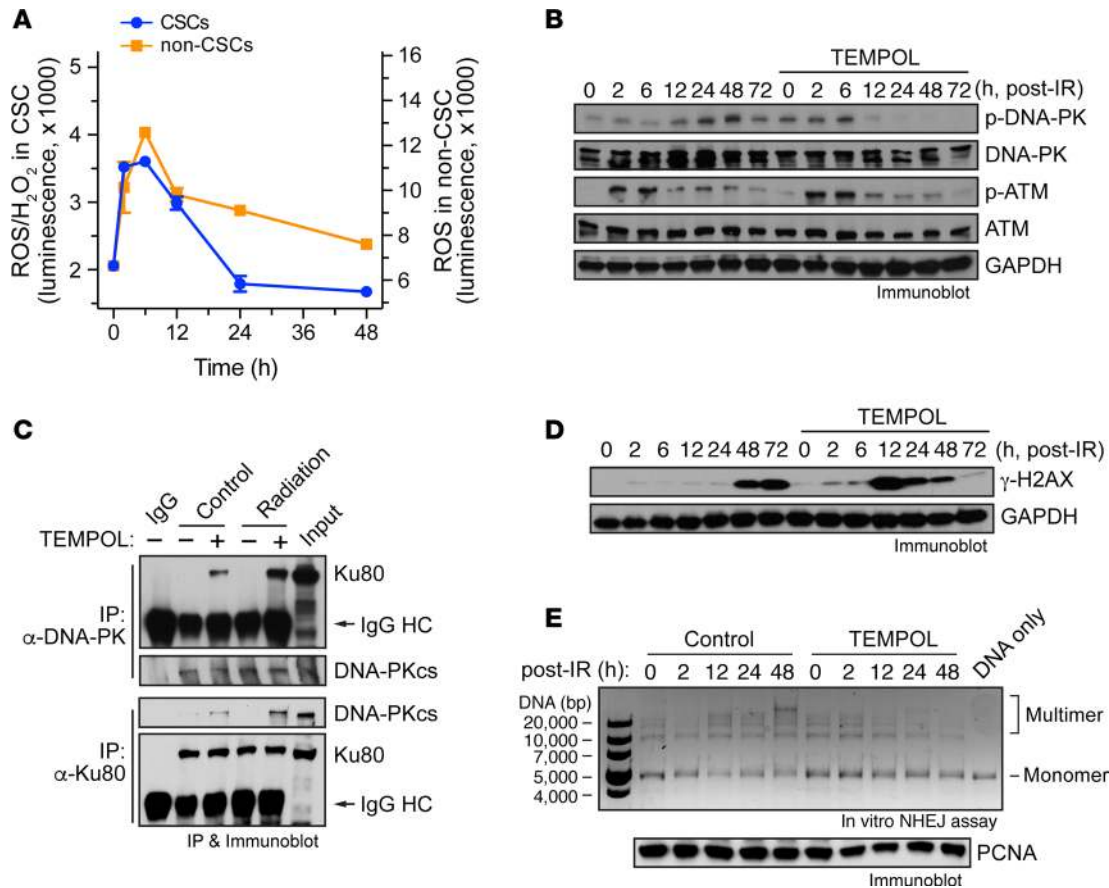 A
CSCs
non-CSCs
ROS/H2O2 in CSC
(luminescence, x1000)
5
4
3
2
16
14
12
10
8
6
ROS in non-CSC
(luminescence, x1000)
0 12 24 36 48
Time (h)
B
TEMPOL
0 2 6 12 24 48 72 0 2 6 12 24 48 72 (h, post-IR)
p-DNA-PK
DNA-PK
p-ATM
ATM
GAPDH
Immunoblot
C
IgG Control Radiation Input
TEMPOL: − − + − +
IP:
α-DNA-PK
Ku80
IgG HC
DNA-PKcs
IP:
α-Ku80
DNA-PKcs
Ku80
IgG HC
IP & Immunoblot
D
TEMPOL
0 2 6 12 24 48 72 0 2 6 12 24 48 72 (h, post-IR)
γ-H2AX
GAPDH
Immunoblot
E
Control TEMPOL DNA only
post-IR (h): 0 2 12 24 48 0 2 12 24 48
DNA (bp)
20,000
10,000
7,000
5,000
4,000
Multimer
Monomer
In vitro NHEJ assay
PCNA
Immunoblot